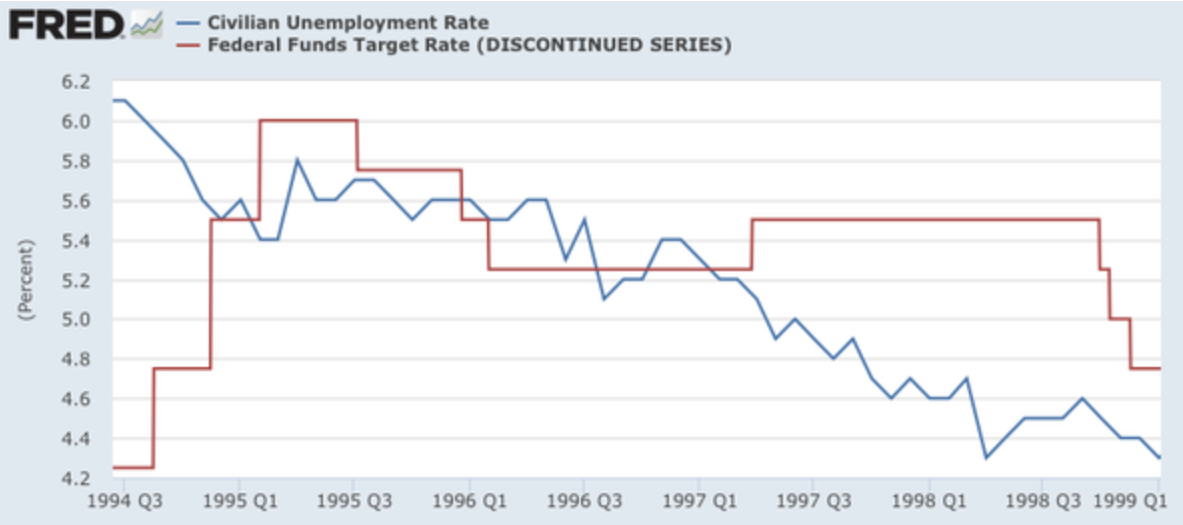 FRED
Civilian Unemployment Rate
Federal Funds Target Rate (DISCONTINUED SERIES)
(Percent)
6.2
6.0
5.8
5.6
5.4
5.2
5.0
4.8
4.6
4.4
4.2
1994 Q3 1995 Q1 1995 Q3 1996 Q1 1996 Q3 1997 Q1 1997 Q3 1998 Q1 1998 Q3 1999 Q1